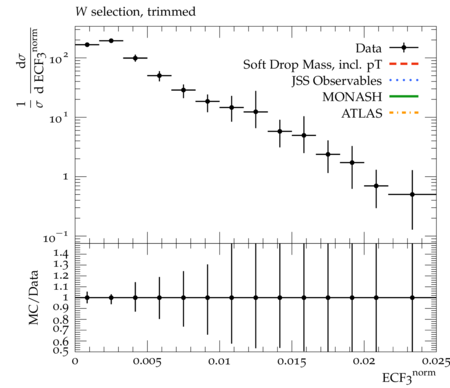 W selection, trimmed
1/σ dσ/d ECF3^norm
10^2
10^1
1
10^−1
Data
Soft Drop Mass, incl. pT
JSS Observables
MONASH
ATLAS
MC/Data
1.4
1.3
1.2
1.1
1
0.9
0.8
0.7
0.6
0.5
0 0.005 0.01 0.015 0.02 0.025
ECF3^norm